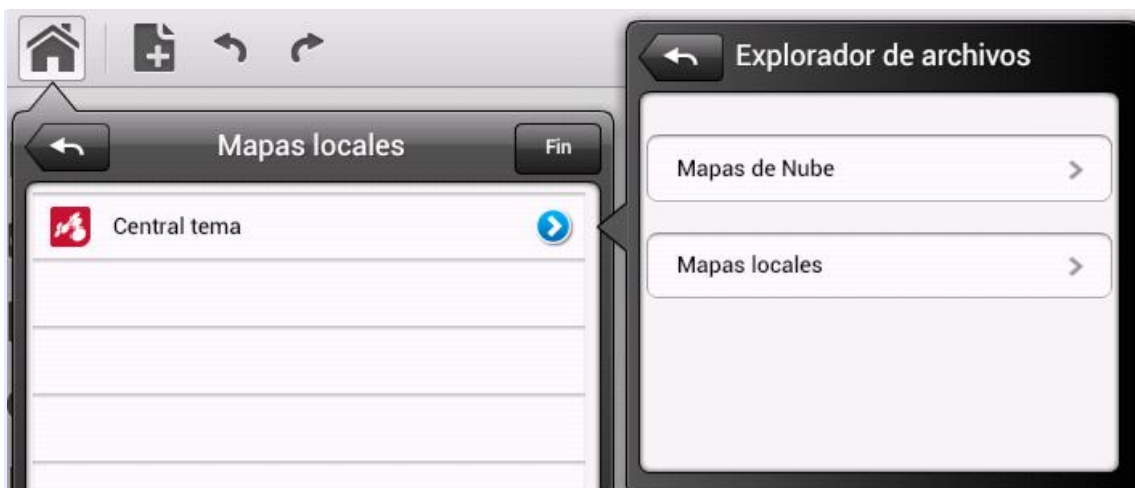 Mapas locales
Fin
Central tema
Explorador de archivos
Mapas de Nube
Mapas locales